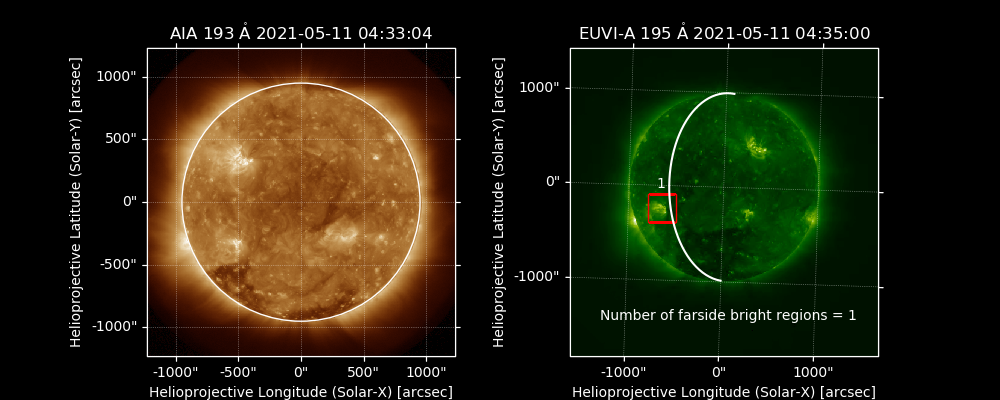 AIA 193 Å 2021-05-11 04:33:04
Helioprojective Latitude (Solar-Y) [arcsec]
1000"
500"
0"
-500"
-1000"
-1000" -500" 0" 500" 1000"
Helioprojective Longitude (Solar-X) [arcsec]
EUVI-A 195 Å 2021-05-11 04:35:00
Helioprojective Latitude (Solar-Y) [arcsec]
1000"
0"
-1000"
1
Number of farside bright regions = 1
-1000" 0" 1000"
Helioprojective Longitude (Solar-X) [arcsec]